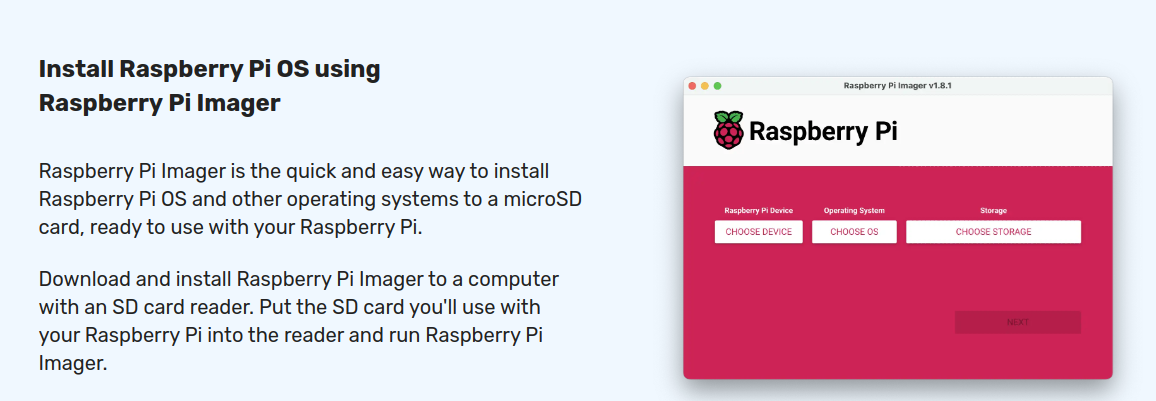 Install Raspberry Pi OS using
Raspberry Pi Imager
Raspberry Pi Imager is the quick and easy way to install
Raspberry Pi OS and other operating systems to a microSD
card, ready to use with your Raspberry Pi.
Download and install Raspberry Pi Imager to a computer
with an SD card reader. Put the SD card you'll use with
your Raspberry Pi into the reader and run Raspberry Pi
Imager.
Raspberry Pi Imager v1.8.1
Raspberry Pi
Raspberry Pi Device Operating System Storage
CHOOSE DEVICE CHOOSE OS CHOOSE STORAGE
NEXT